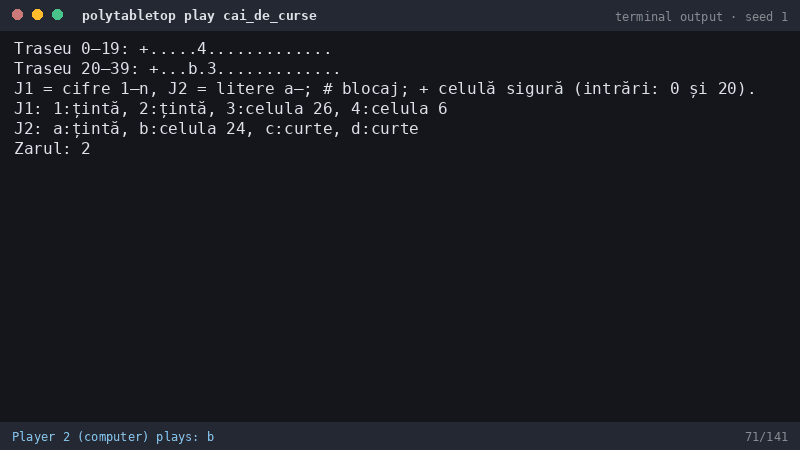 polytabletop play cai_de_curse
terminal output · seed 1
Traseu 0–19: +.....4.............
Traseu 20–39: +...b.3.............
J1 = cifre 1–n, J2 = litere a–; # blocaj; + celulă sigură (intrări: 0 și 20).
J1: 1:țintă, 2:țintă, 3:celula 26, 4:celula 6
J2: a:țintă, b:celula 24, c:curte, d:curte
Zarul: 2
Player 2 (computer) plays: b
71/141